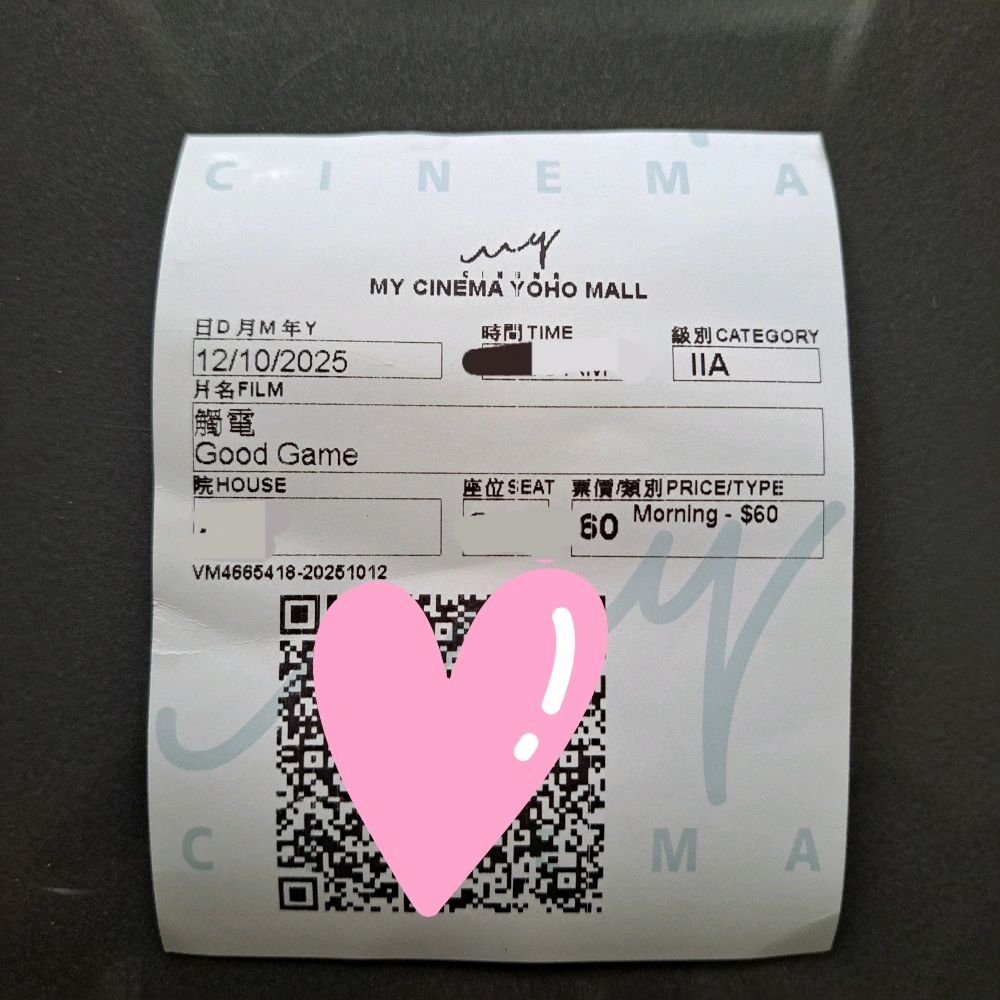 C I N E M A
my
CINEMA
MY CINEMA YOHO MALL
日D 月M 年Y 時間TIME 級別CATEGORY
12/10/2025 IIA
片名FILM
觸電
Good Game
院HOUSE 座位SEAT 票價/類別PRICE/TYPE
60 Morning - $60
VM4665418-20251012
my
C M A